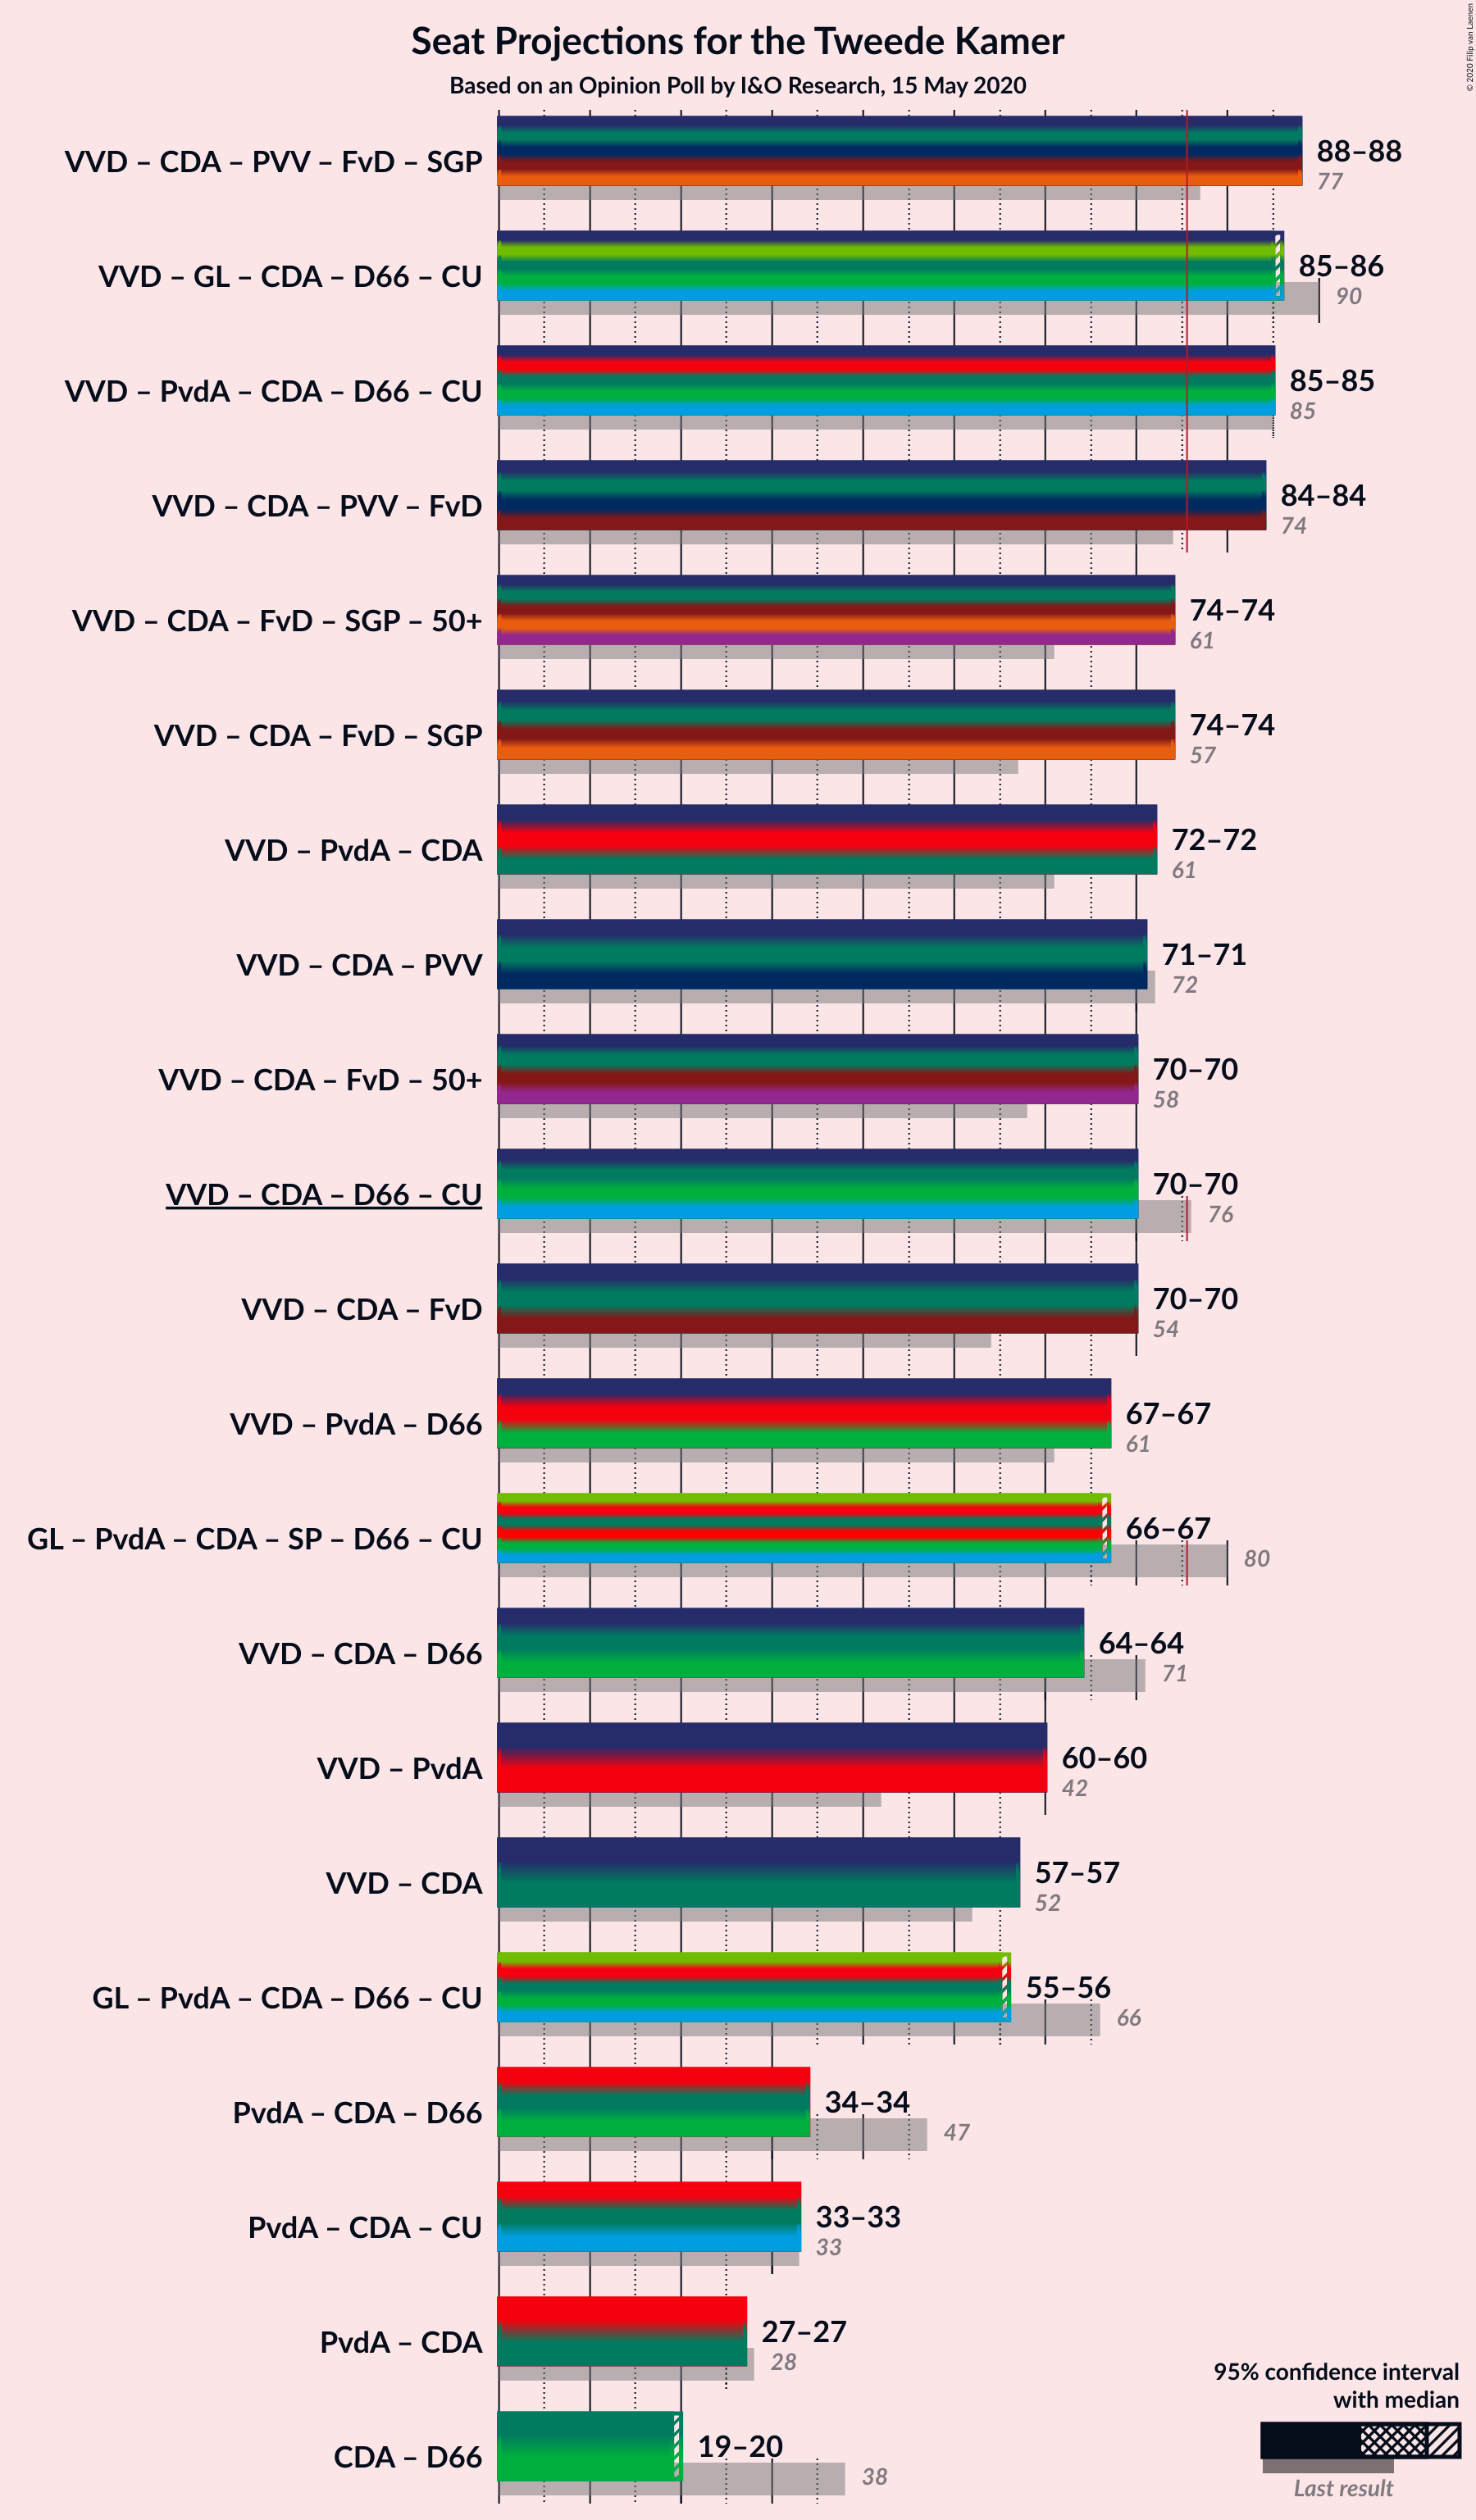 Seat Projections for the Tweede Kamer
Based on an Opinion Poll by I&O Research, 15 May 2020
© 2020 Filip van Laenen
VVD – CDA – PVV – FvD – SGP
88–88
77
VVD – GL – CDA – D66 – CU
85–86
90
VVD – PvdA – CDA – D66 – CU
85–85
85
VVD – CDA – PVV – FvD
84–84
74
VVD – CDA – FvD – SGP – 50+
74–74
61
VVD – CDA – FvD – SGP
74–74
57
VVD – PvdA – CDA
72–72
61
VVD – CDA – PVV
71–71
72
VVD – CDA – FvD – 50+
70–70
58
VVD – CDA – D66 – CU
70–70
76
VVD – CDA – FvD
70–70
54
VVD – PvdA – D66
67–67
61
GL – PvdA – CDA – SP – D66 – CU
66–67
80
VVD – CDA – D66
64–64
71
VVD – PvdA
60–60
42
VVD – CDA
57–57
52
GL – PvdA – CDA – D66 – CU
55–56
66
PvdA – CDA – D66
34–34
47
PvdA – CDA – CU
33–33
33
PvdA – CDA
27–27
28
CDA – D66
19–20
38
95% confidence interval
with median
Last result